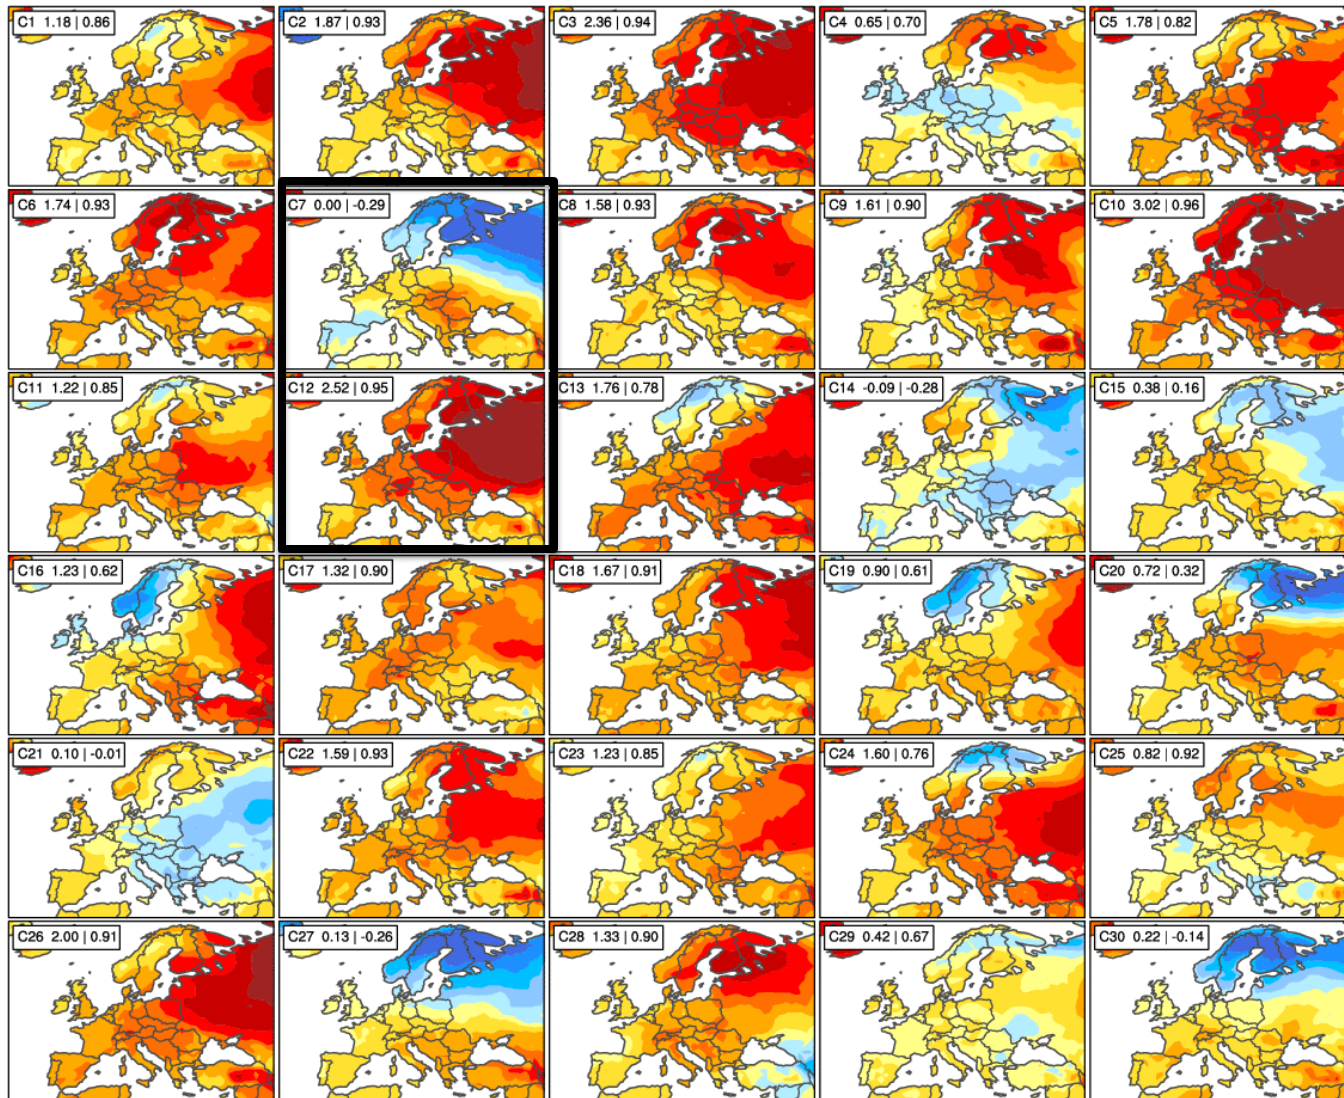 C1 1.18 | 0.86
C2 1.87 | 0.93
C3 2.36 | 0.94
C4 0.65 | 0.70
C5 1.78 | 0.82
C6 1.74 | 0.93
C7 0.00 | -0.29
C8 1.58 | 0.93
C9 1.61 | 0.90
C10 3.02 | 0.96
C11 1.22 | 0.85
C12 2.52 | 0.95
C13 1.76 | 0.78
C14 -0.09 | -0.28
C15 0.38 | 0.16
C16 1.23 | 0.62
C17 1.32 | 0.90
C18 1.67 | 0.91
C19 0.90 | 0.61
C20 0.72 | 0.32
C21 0.10 | -0.01
C22 1.59 | 0.93
C23 1.23 | 0.85
C24 1.60 | 0.76
C25 0.82 | 0.92
C26 2.00 | 0.91
C27 0.13 | -0.26
C28 1.33 | 0.90
C29 0.42 | 0.67
C30 0.22 | -0.14